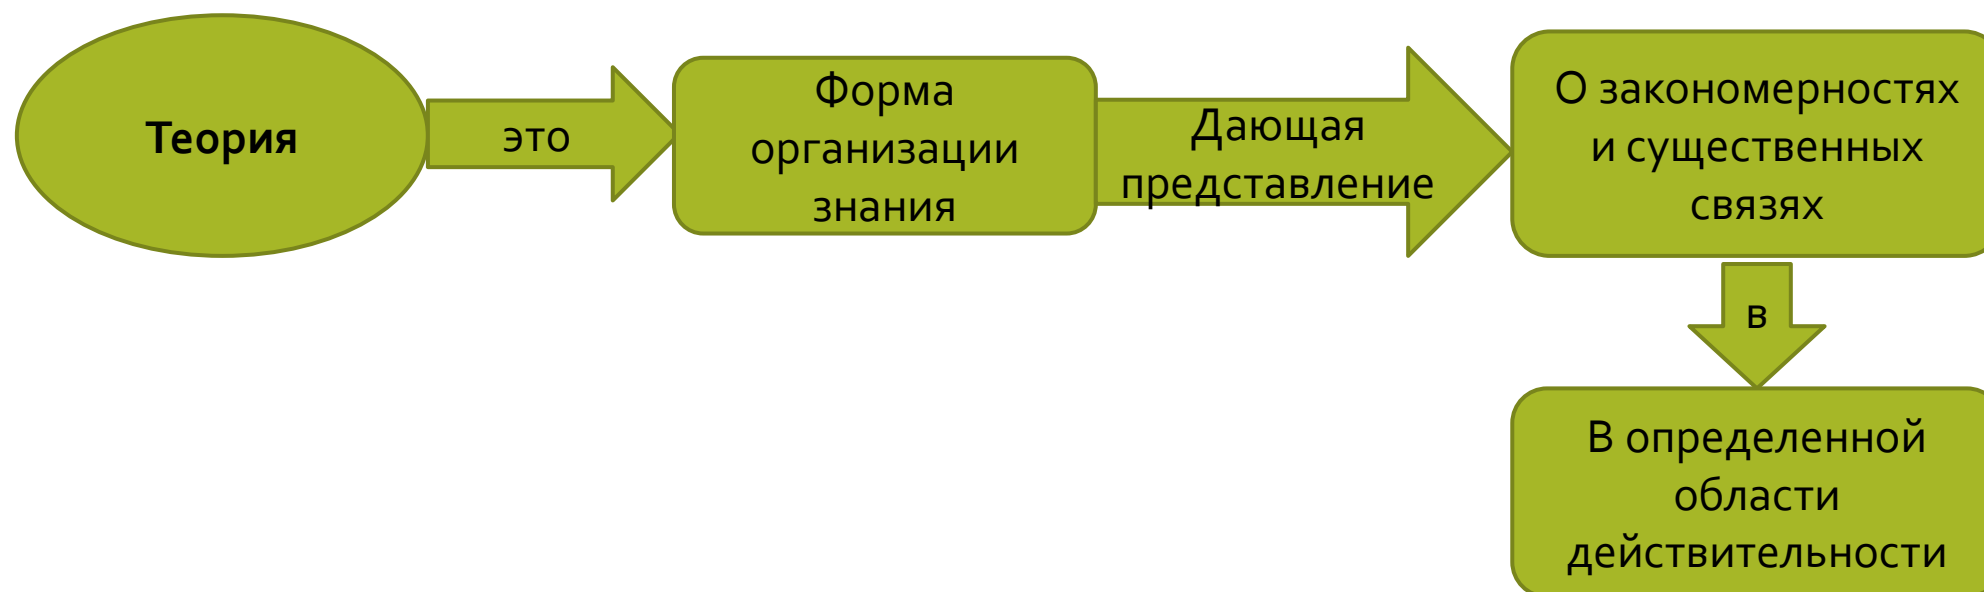 Теория
это
Форма
организации
знания
Дающая
представление
О закономерностях
и существенных
связях
в
В определенной
области
действительности